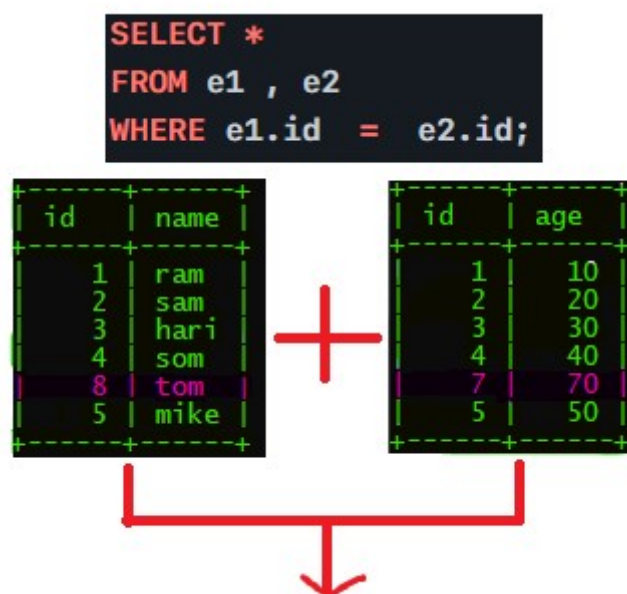 SELECT *
FROM e1 , e2
WHERE e1.id = e2.id;
+-------+------+
| id | name |
+-------+------+
| 1 | ram |
| 2 | sam |
| 3 | hari |
| 4 | som |
| 8 | tom |
| 5 | mike |
+-------+------+
+
+-------+------+
| id | age |
+-------+------+
| 1 | 10 |
| 2 | 20 |
| 3 | 30 |
| 4 | 40 |
| 7 | 70 |
| 5 | 50 |
+-------+------+